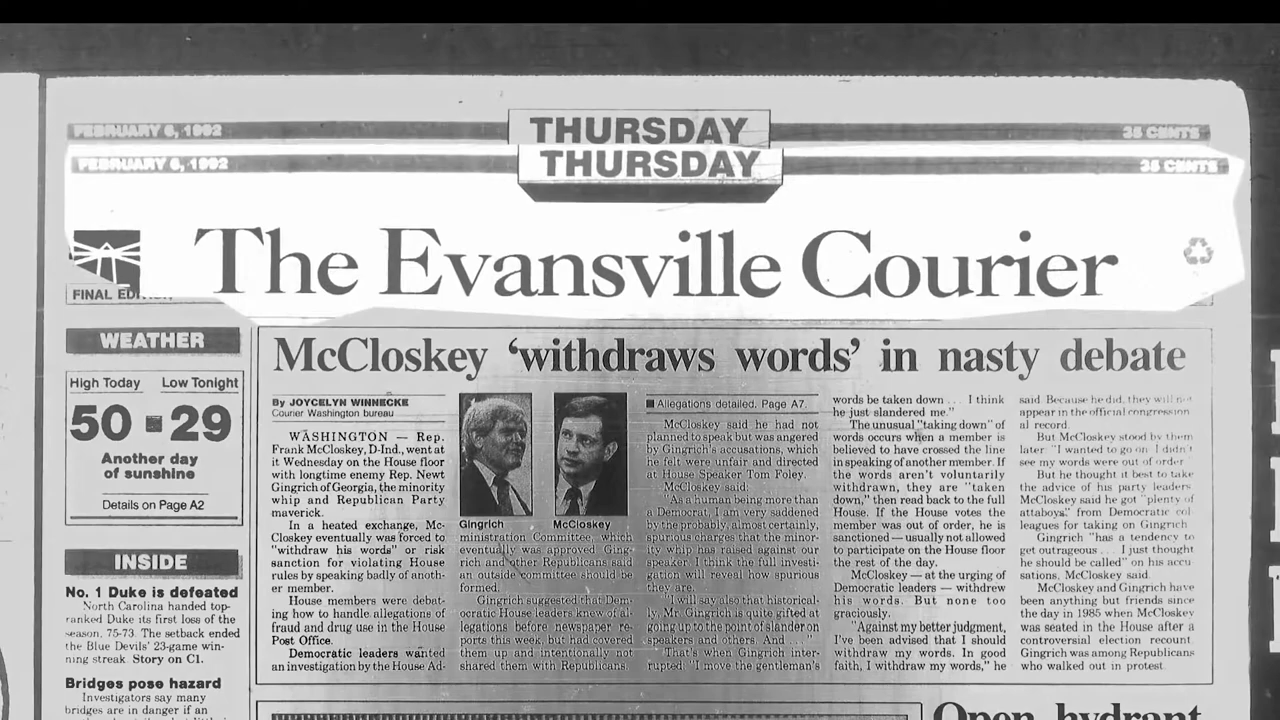 FEBRUARY 6, 1992
THURSDAY
35 CENTS
FEBRUARY 6, 1992
THURSDAY
35 CENTS
The Evansville Courier
FINAL
WEATHER
High Today Low Tonight
50 29
Another day
of sunshine
Details on Page A2
INSIDE
No. 1 Duke is defeated
North Carolina handed top-
ranked Duke its first loss of the
season, 75-73. The setback ended
the Blue Devils' 23-game win-
ning streak. Story on C1.
Bridges pose hazard
Investigators say many
bridges are in danger if an
McCloskey 'withdraws words' in nasty debate
By JOYCELYN WINNECKE
Courier Washington bureau
WASHINGTON — Rep.
Frank McCloskey, D-Ind., went at
it Wednesday on the House floor
with longtime enemy Rep. Newt
Gingrich of Georgia, the minority
whip and Republican Party
maverick.
In a heated exchange, Mc-
Closkey eventually was forced to
"withdraw his words" or risk
sanction for violating House
rules by speaking badly of anoth-
er member.
House members were debat-
ing how to handle allegations of
fraud and drug use in the House
Post Office.
Democratic leaders wanted
an investigation by the House Ad-
Gingrich McCloskey
ministration Committee, which
eventually was approved. Ging-
rich and other Republicans said
an outside committee should be
formed.
Gingrich suggested that Dem-
ocratic House leaders knew of al-
legations before newspaper re-
ports this week, but had covered
them up and intentionally not
shared them with Republicans.
■ Allegations detailed. Page A7.
McCloskey said he had not
planned to speak but was angered
by Gingrich's accusations, which
he felt were unfair and directed
at House Speaker Tom Foley.
McCloskey said:
"As a human being more than
a Democrat, I am very saddened
by the probably, almost certainly,
spurious charges that the minor-
ity whip has raised against our
speaker. I think the full investi-
gation will reveal how spurious
they are.
"I will say also that historical-
ly, Mr. Gingrich is quite gifted at
going up to the point of slander on
speakers and others. And . . . "
That's when Gingrich inter-
rupted: "I move the gentleman's
words be taken down . . . I think
he just slandered me."
The unusual "taking down" of
words occurs when a member is
believed to have crossed the line
in speaking of another member. If
the words aren't voluntarily
withdrawn, they are "taken
down," then read back to the full
House. If the House votes the
member was out of order, he is
sanctioned — usually not allowed
to participate on the House floor
the rest of the day.
McCloskey — at the urging of
Democratic leaders — withdrew
his words. But none too
graciously.
"Against my better judgment,
I've been advised that I should
withdraw my words. In good
faith, I withdraw my words," he
said. Because he did, they will not
appear in the official congression
al record.
But McCloskey stood by them
later. "I wanted to go on. I didn't
see my words were out of order."
But he thought it best to take
the advice of his party leaders.
McCloskey said he got "plenty of
attaboys" from Democratic col-
leagues for taking on Gingrich.
Gingrich "has a tendency to
get outrageous . . . I just thought
he should be called" on his accu-
sations, McCloskey said.
McCloskey and Gingrich have
been anything but friends since
the day in 1985 when McCloskey
was seated in the House after a
controversial election recount.
Gingrich was among Republicans
who walked out in protest.
Open hydrant